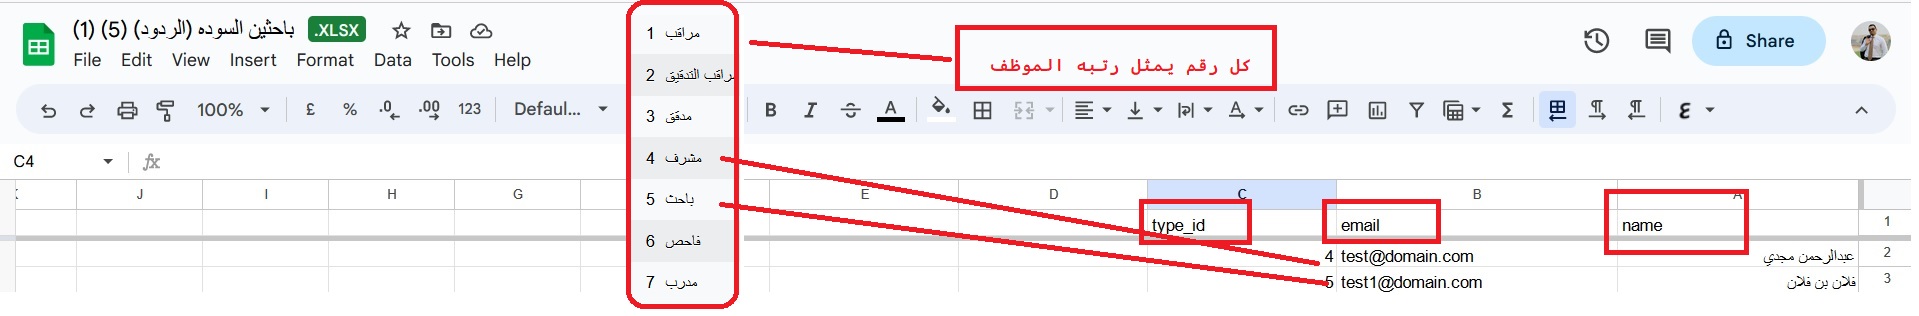 باحثين السوده (الردود) (5) (1) .XLSX
File Edit View Insert Format Data Tools Help
Share
100% £ % .0 .00 123 Defaul... B I S A Σ
C4 fx
1 مراقب
2 مراقب التدقيق
3 مدقق
4 مشرف
5 باحث
6 فاحص
7 مدرب
كل رقم يمثل رتبه الموظف
J I H G E D C B A
type_id email name 1
4 test@domain.com عبدالرحمن مجدي 2
5 test1@domain.com فلان بن فلان 3